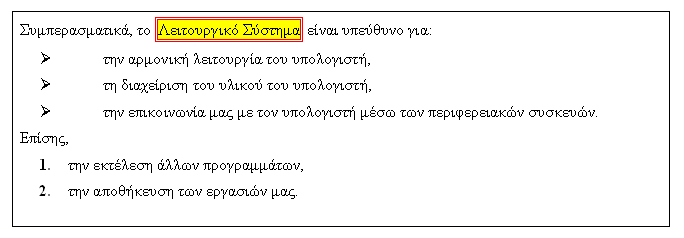 Συμπερασματικά, το Λειτουργικό Σύστημα είναι υπεύθυνο για:
➢ την αρμονική λειτουργία του υπολογιστή,
➢ τη διαχείριση του υλικού του υπολογιστή,
➢ την επικοινωνία μας με τον υπολογιστή μέσω των περιφερειακών συσκευών.
Επίσης,
1. την εκτέλεση άλλων προγραμμάτων,
2. την αποθήκευση των εργασιών μας.